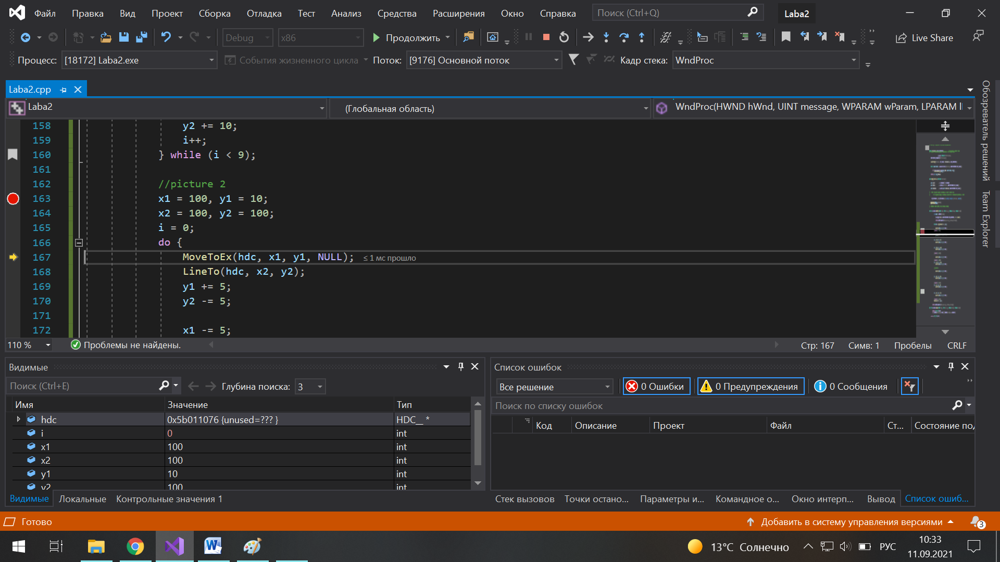 Файл Правка Вид Проект Сборка Отладка Тест Анализ Средства Расширения Окно Справка Поиск (Ctrl+Q) Laba2
Debug x86 Продолжить Live Share
Процесс: [18172] Laba2.exe События жизненного цикла Поток: [9176] Основной поток Кадр стека: WndProc
Laba2.cpp
Laba2 (Глобальная область) WndProc(HWND hWnd, UINT message, WPARAM wParam, LPARAM l
158 y2 += 10;
159 i++;
160 } while (i < 9);
161
162 //picture 2
163 x1 = 100, y1 = 10;
164 x2 = 100, y2 = 100;
165 i = 0;
166 do {
167 MoveToEx(hdc, x1, y1, NULL); ≤ 1 мс прошло
168 LineTo(hdc, x2, y2);
169 y1 += 5;
170 y2 -= 5;
171
172 x1 -= 5;
110 % Проблемы не найдены. Стр: 167 Симв: 1 Пробелы CRLF
Обозреватель решений
Team Explorer
Видимые
Поиск (Ctrl+E) Глубина поиска: 3
Имя Значение Тип
hdc 0x5b011076 {unused=??? } HDC__ *
i 0 int
x1 100 int
x2 100 int
y1 10 int
y2 100 int
Видимые Локальные Контрольные значения 1
Список ошибок
Все решение 0 Ошибки 0 Предупреждения 0 Сообщения
Поиск по списку ошибок
Код Описание Проект Файл Ст... Состояние под
Стек вызовов Точки остано... Параметры и... Командное о... Окно интерп... Вывод Список ошиб...
Готово Добавить в систему управления версиями 3
13°C Солнечно РУС 10:33
11.09.2021